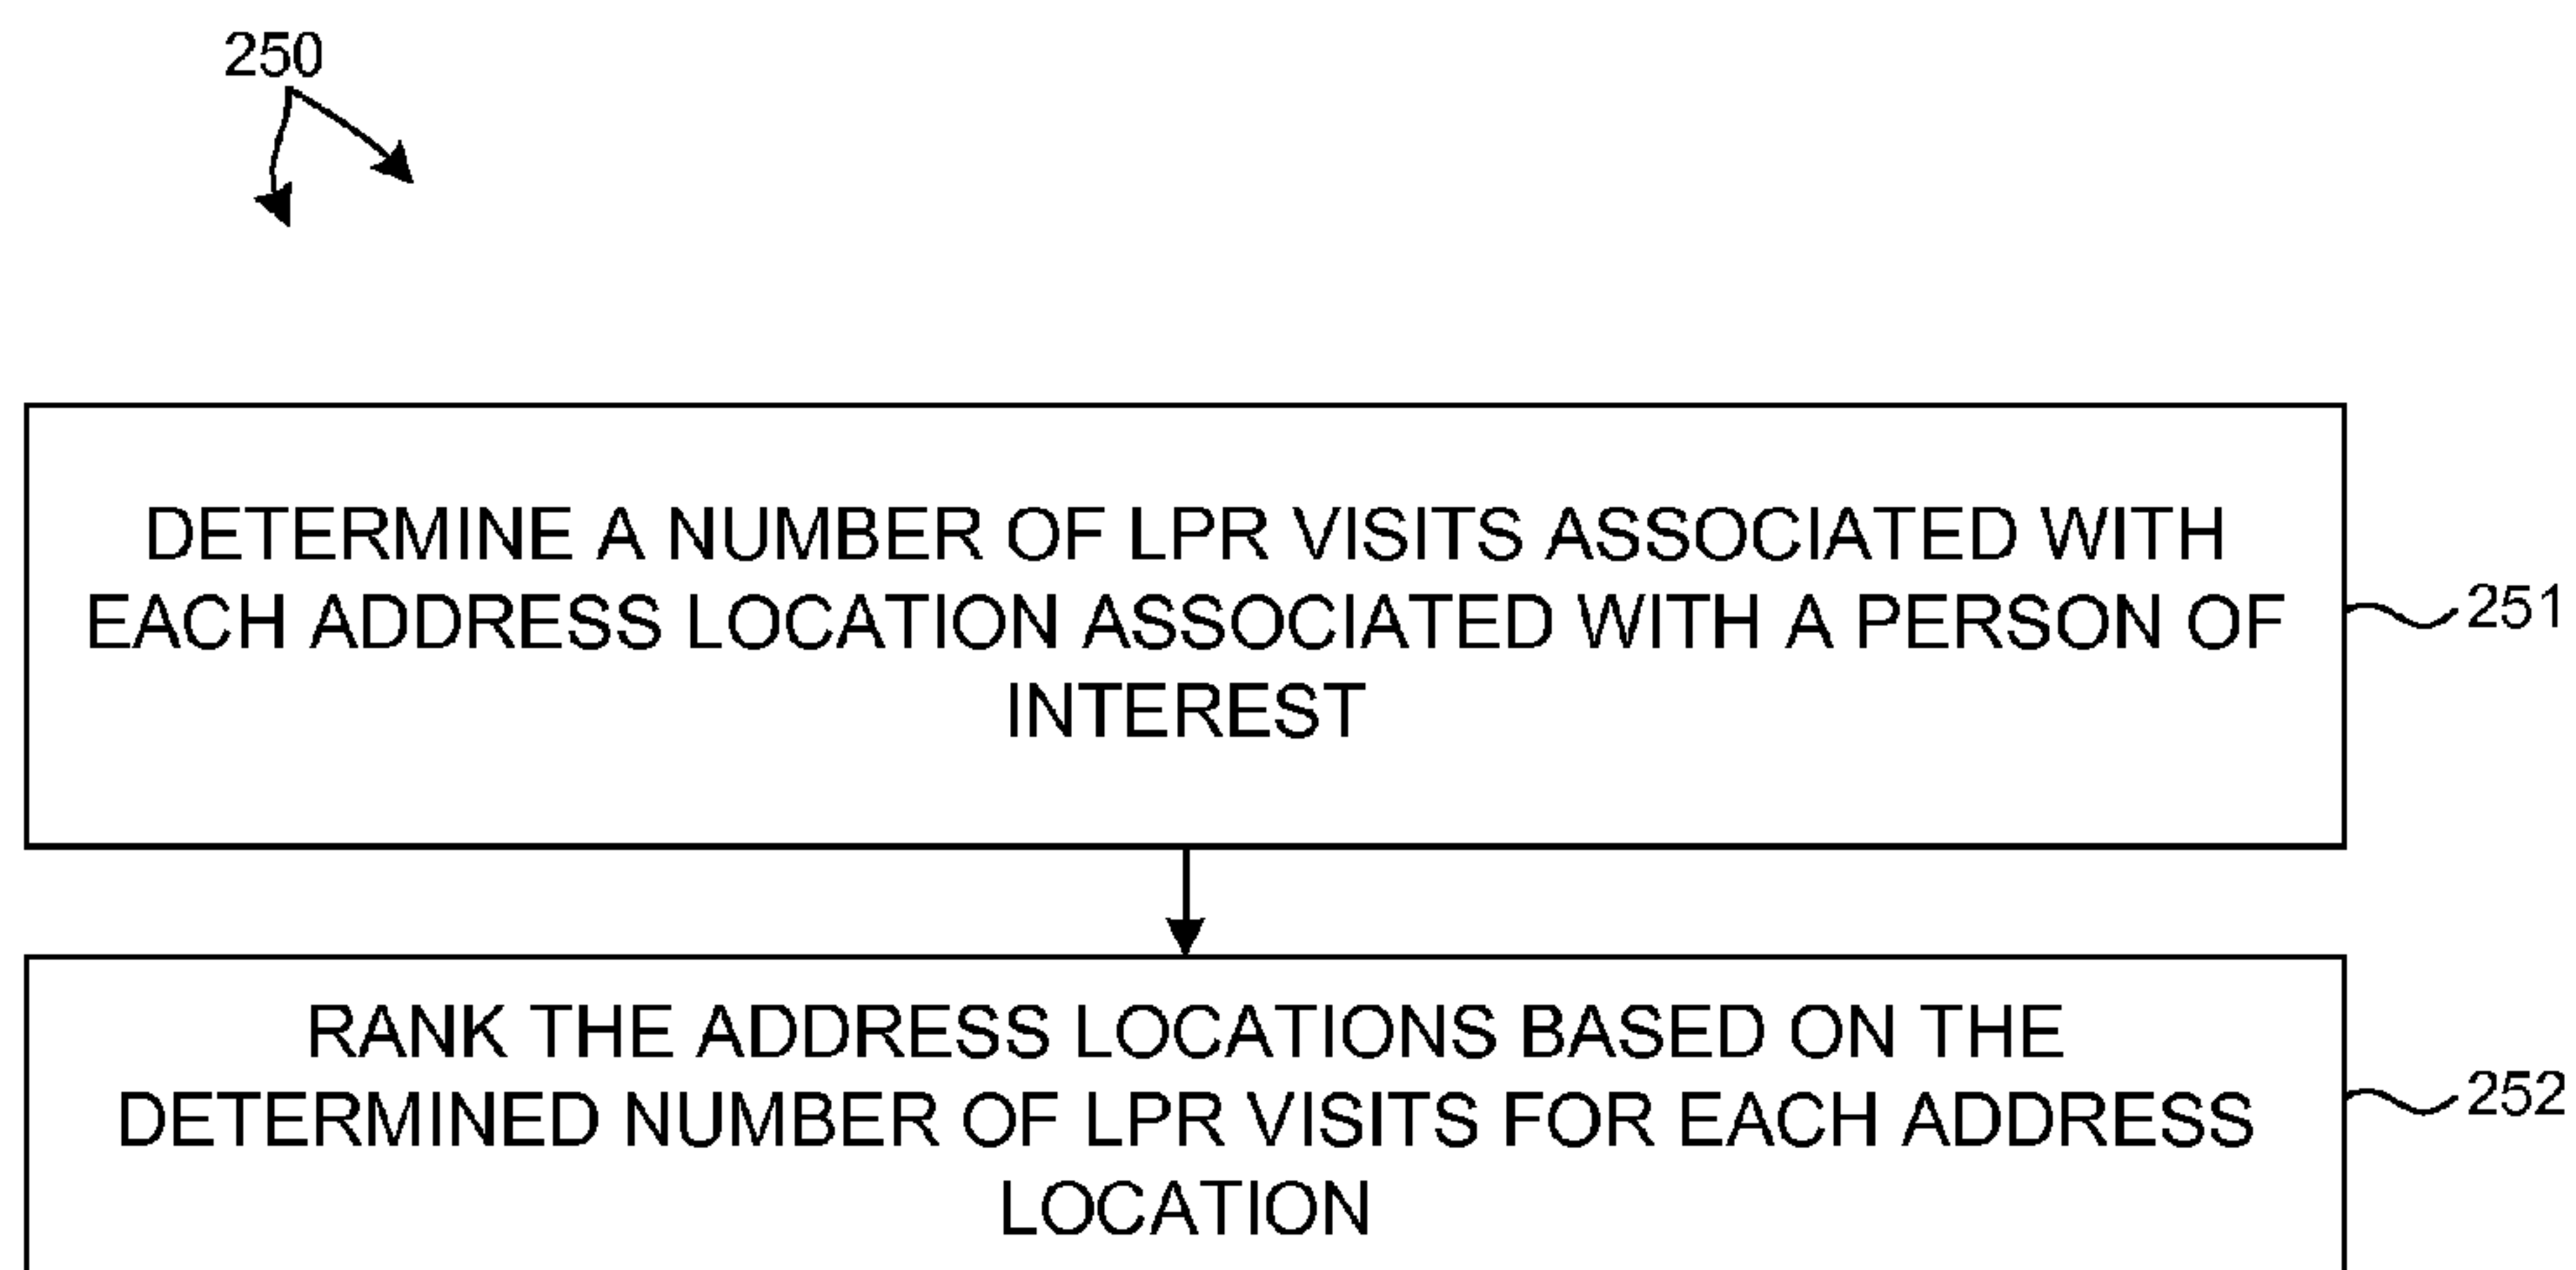 250
DETERMINE A NUMBER OF LPR VISITS ASSOCIATED WITH
EACH ADDRESS LOCATION ASSOCIATED WITH A PERSON OF
INTEREST
251
RANK THE ADDRESS LOCATIONS BASED ON THE
DETERMINED NUMBER OF LPR VISITS FOR EACH ADDRESS
LOCATION
252